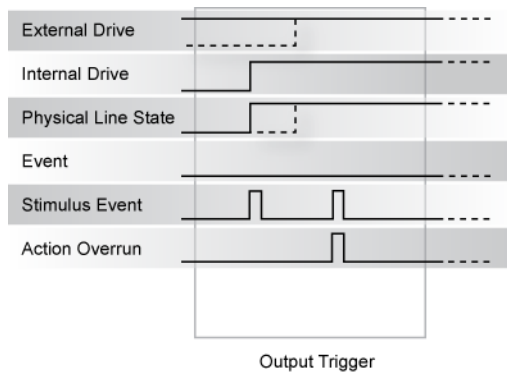 External Drive
Internal Drive
Physical Line State
Event
Stimulus Event
Action Overrun
Output Trigger